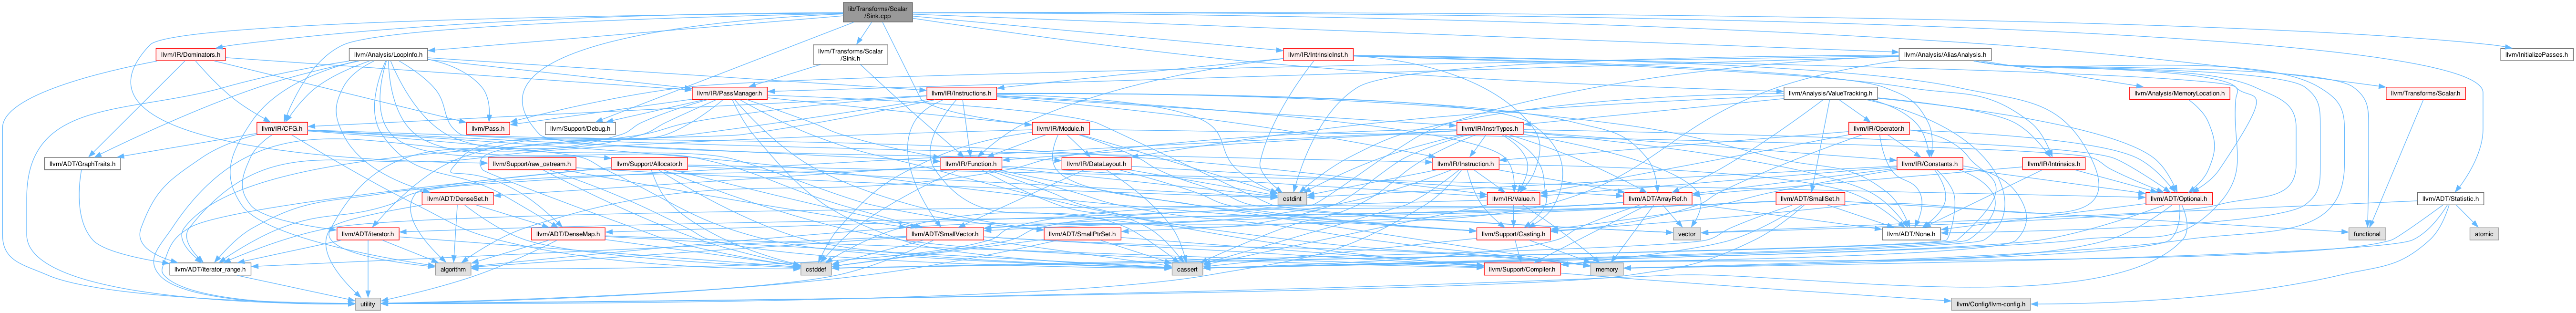 lib/Transforms/Scalar
/Sink.cpp
llvm/IR/Dominators.h
llvm/Analysis/LoopInfo.h
llvm/Transforms/Scalar
/Sink.h
llvm/IR/IntrinsicInst.h
llvm/Analysis/AliasAnalysis.h
llvm/InitializePasses.h
llvm/IR/PassManager.h
llvm/IR/Instructions.h
llvm/Analysis/ValueTracking.h
llvm/Analysis/MemoryLocation.h
llvm/Transforms/Scalar.h
llvm/IR/CFG.h
llvm/Pass.h
llvm/Support/Debug.h
llvm/IR/Module.h
llvm/IR/InstrTypes.h
llvm/IR/Operator.h
llvm/ADT/GraphTraits.h
llvm/Support/raw_ostream.h
llvm/Support/Allocator.h
llvm/IR/Function.h
llvm/IR/DataLayout.h
llvm/IR/Instruction.h
llvm/IR/Constants.h
llvm/IR/Intrinsics.h
llvm/ADT/DenseSet.h
cstdint
llvm/IR/Value.h
llvm/ADT/ArrayRef.h
llvm/ADT/SmallSet.h
llvm/ADT/Optional.h
llvm/ADT/Statistic.h
llvm/ADT/iterator.h
llvm/ADT/DenseMap.h
llvm/ADT/SmallVector.h
llvm/ADT/SmallPtrSet.h
llvm/Support/Casting.h
vector
llvm/ADT/None.h
functional
atomic
llvm/ADT/iterator_range.h
algorithm
cstddef
cassert
llvm/Support/Compiler.h
memory
utility
llvm/Config/llvm-config.h